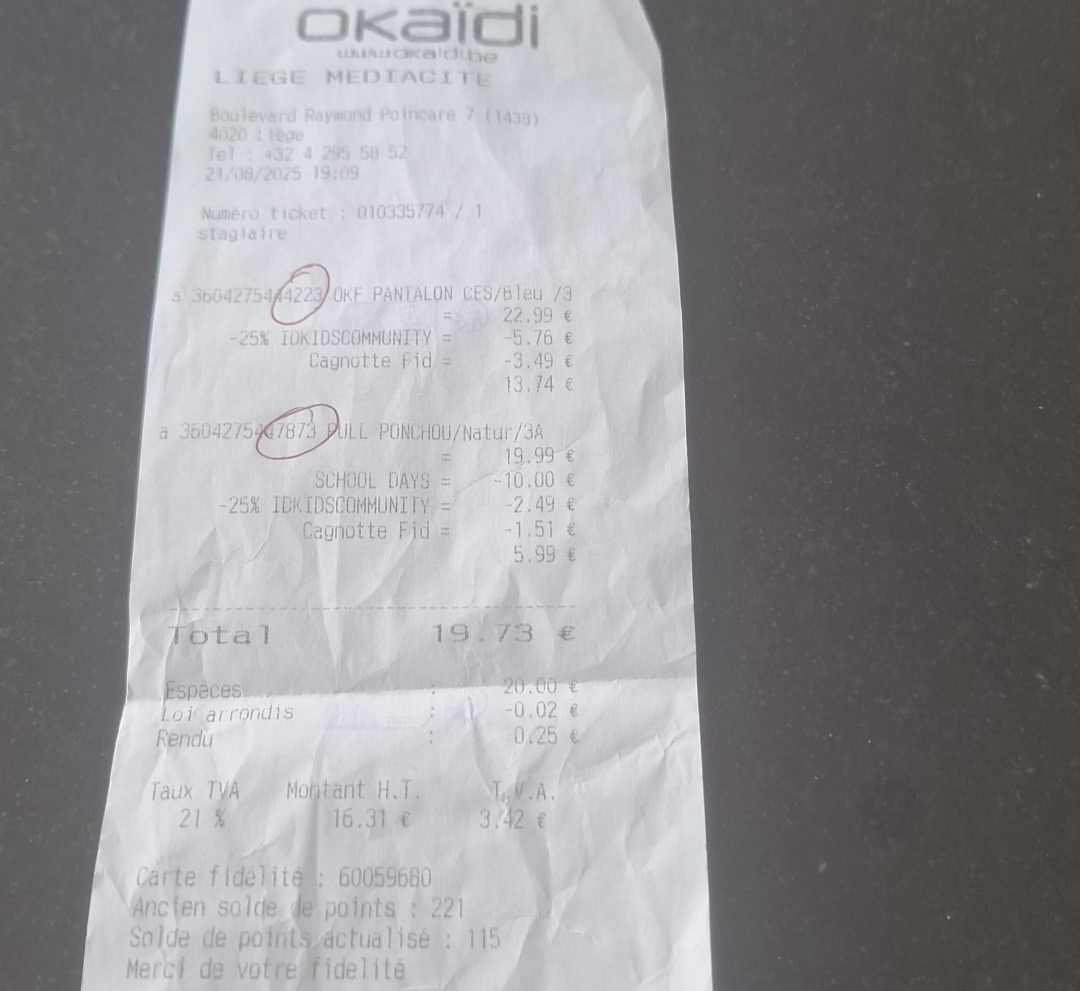 okaïdi
www.okaidi.be
LIEGE MEDIACITE
Boulevard Raymond Poincare 7 (1438)
4020 Liège
Tel : +32 4 295 58 52
21/08/2025 19:09
Numéro ticket : 010335774 / 1
stagiaire
a 3604275444223 OKF PANTALON CES/Bleu /3
= 22.99 €
-25% IDKIDSCOMMUNITY = -5.76 €
Cagnotte Fid = -3.49 €
13.74 €
a 3604275447873 PULL PONCHOU/Natur/3A
= 19.99 €
SCHOOL DAYS = -10.00 €
-25% IDKIDSCOMMUNITY = -2.49 €
Cagnotte Fid = -1.51 €
5.99 €
Total 19.73 €
Espèces : 20.00 €
Loi arrondis : -0.02 €
Rendu : 0.25 €
Taux TVA Montant H.T. T.V.A.
21 % 16.31 € 3.42 €
Carte fidélité : 60059680
Ancien solde de points : 221
Solde de points actualisé : 115
Merci de votre fidelité